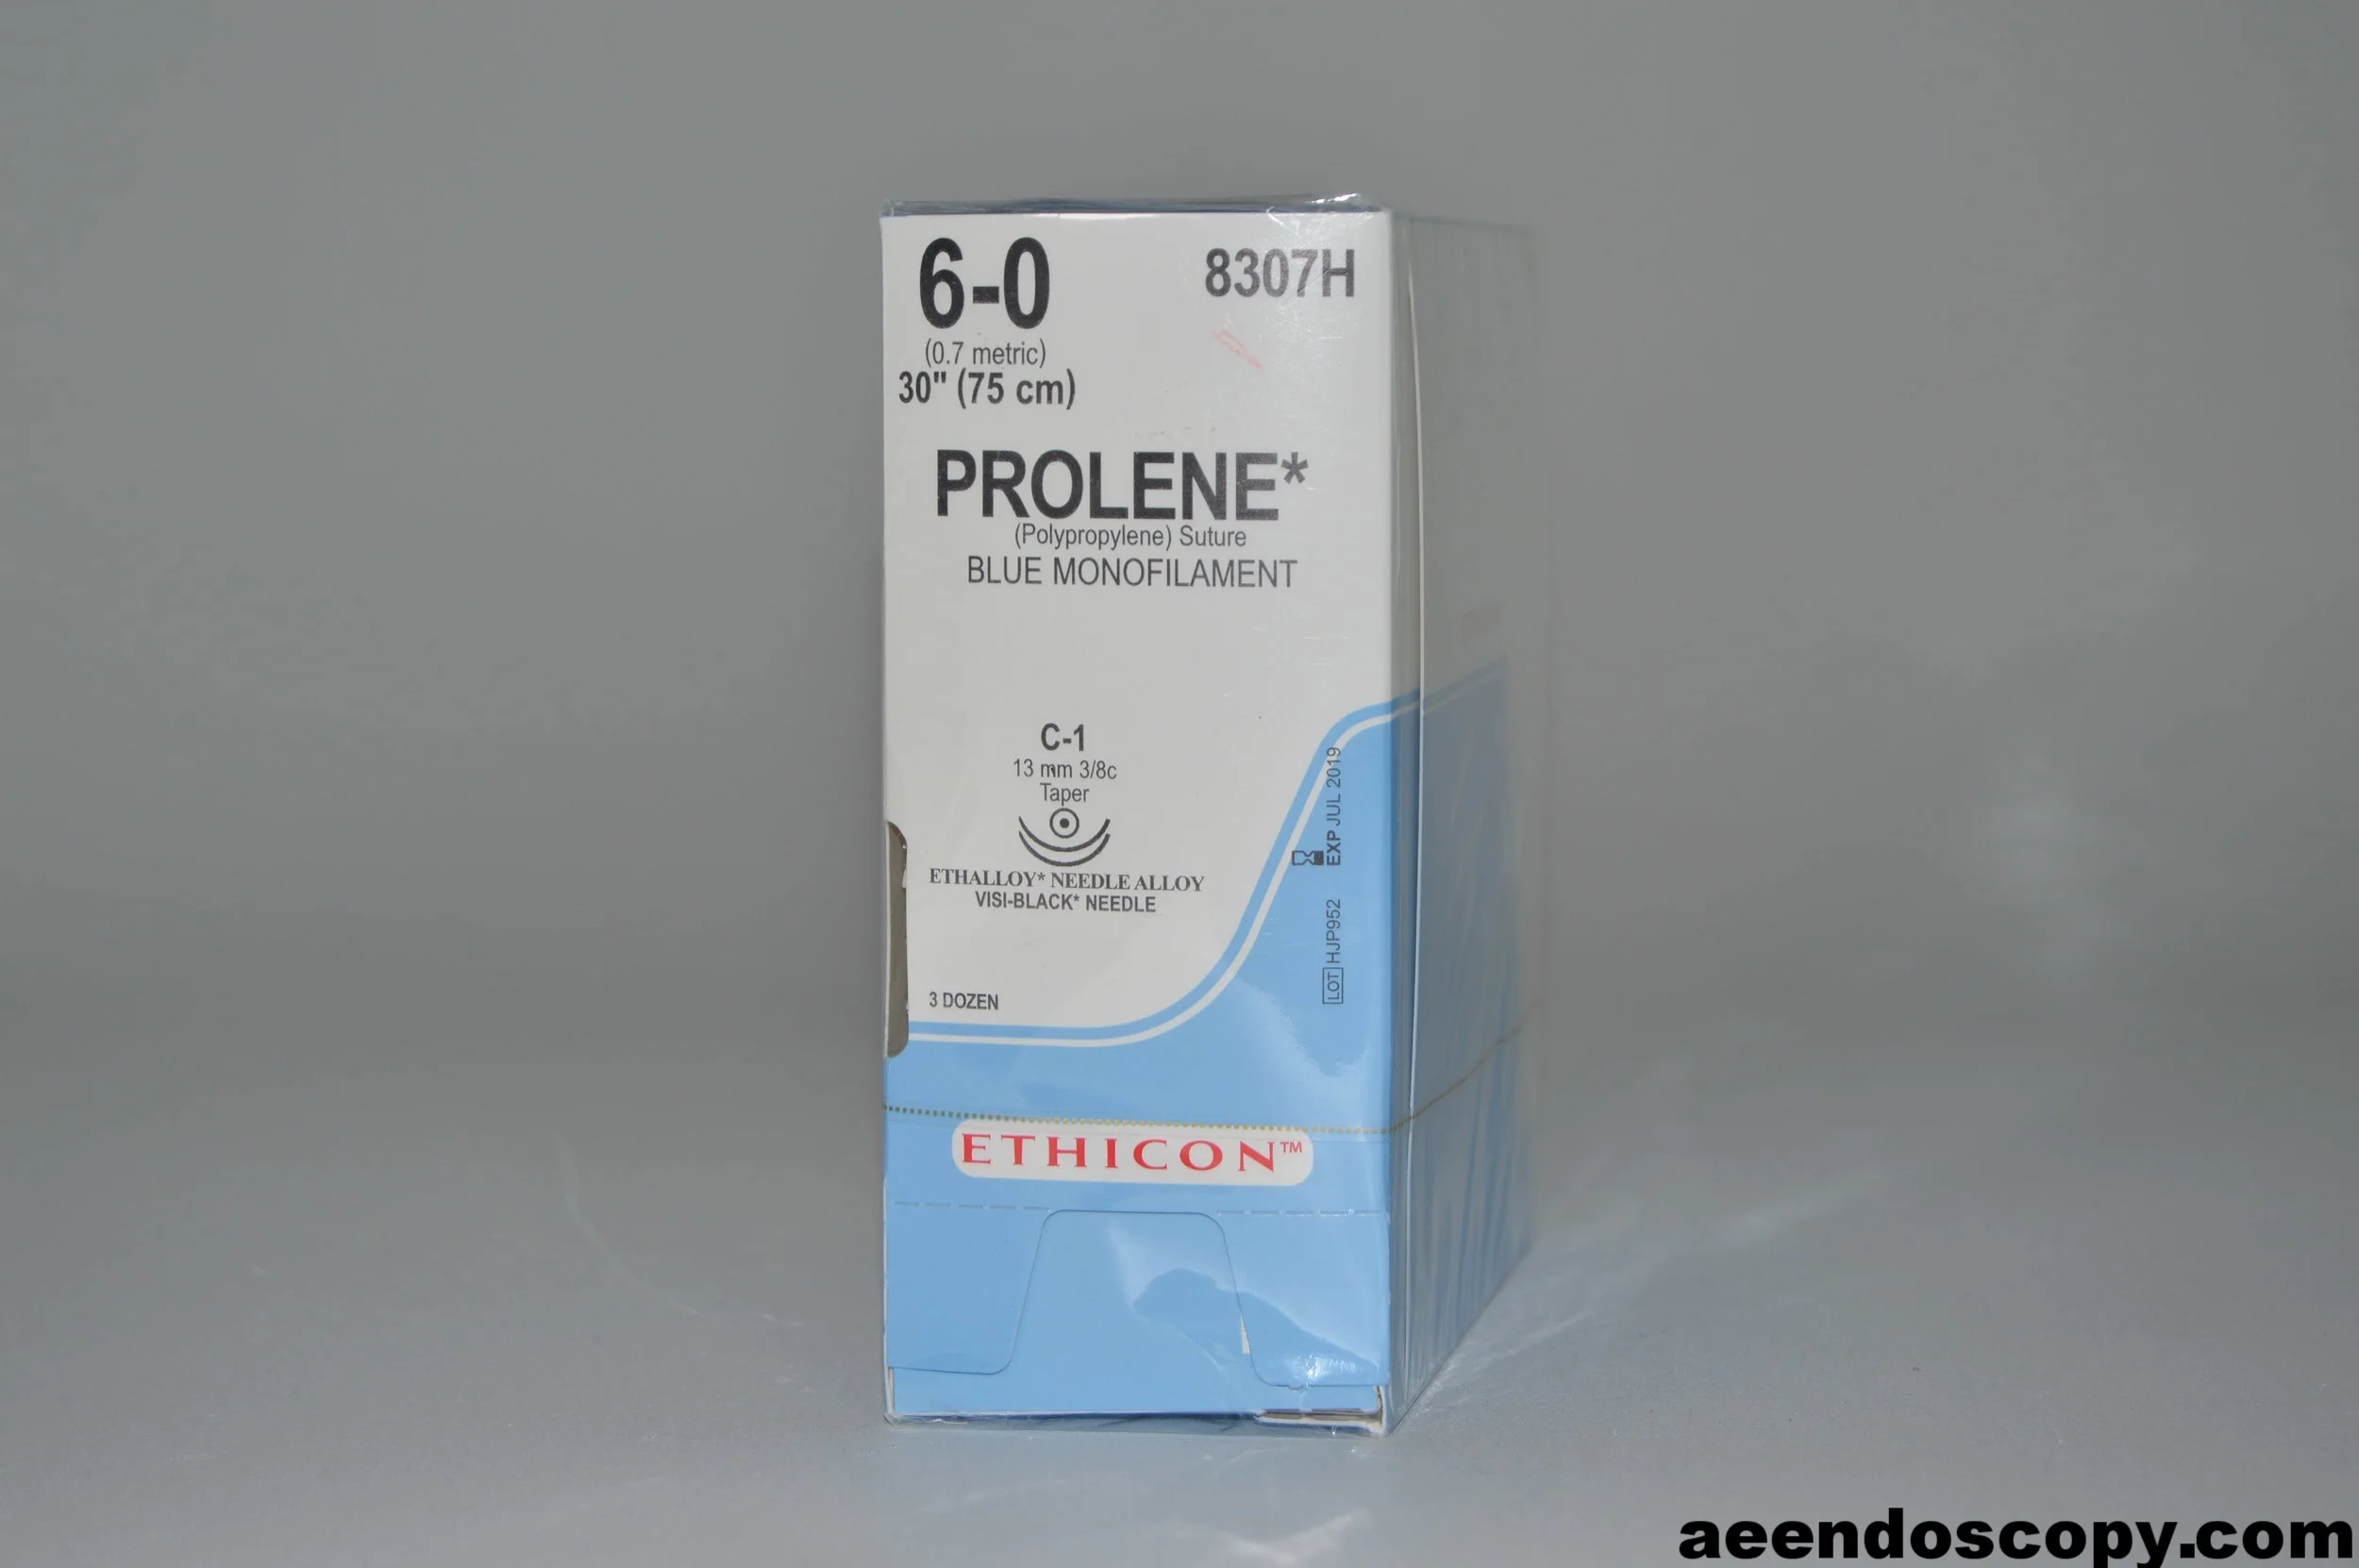 6-0
8307H
(0.7 metric)
30" (75 cm)
PROLENE*
(Polypropylene) Suture
BLUE MONOFILAMENT
C-1
13 mm 3/8c
Taper
ETHALLOY* NEEDLE ALLOY
VISI-BLACK* NEEDLE
EXP JUL 2019
LOT HJP952
3 DOZEN
ETHICON™
aeendoscopy.com